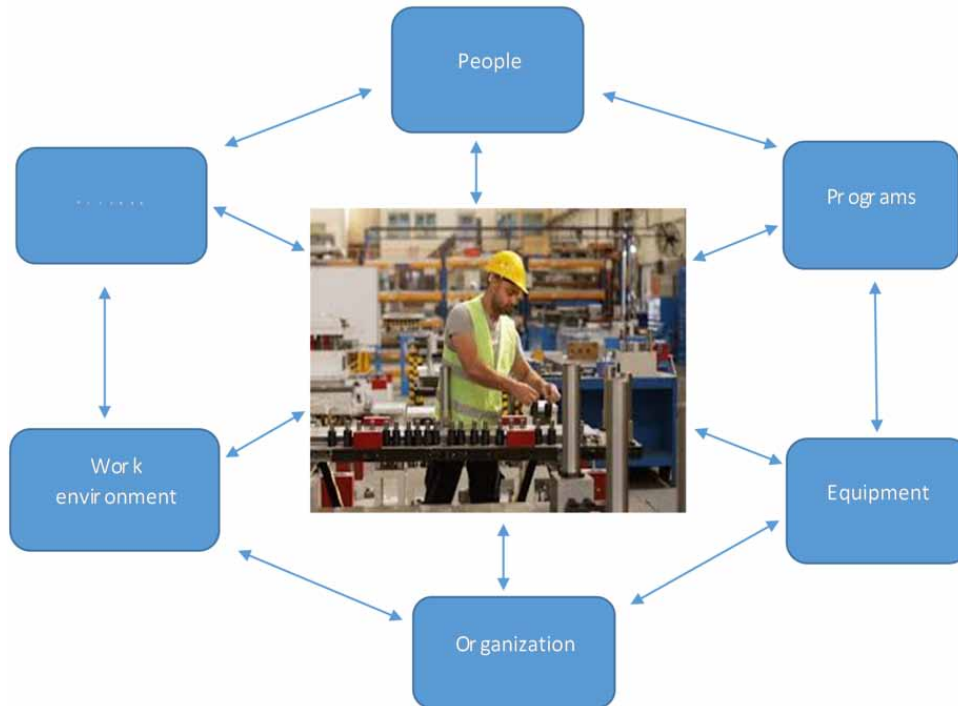 People
Programs
Work
environment
Equipment
Organization